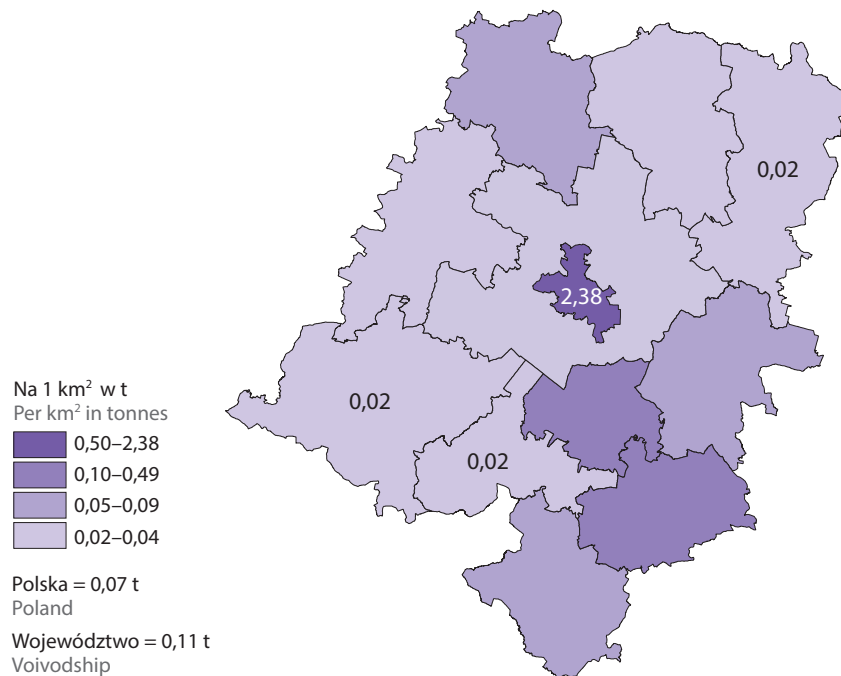 0,02
2,38
0,02
0,02
Na 1 km² w t
Per km² in tonnes
0,50–2,38
0,10–0,49
0,05–0,09
0,02–0,04
Polska = 0,07 t
Poland
Województwo = 0,11 t
Voivodship